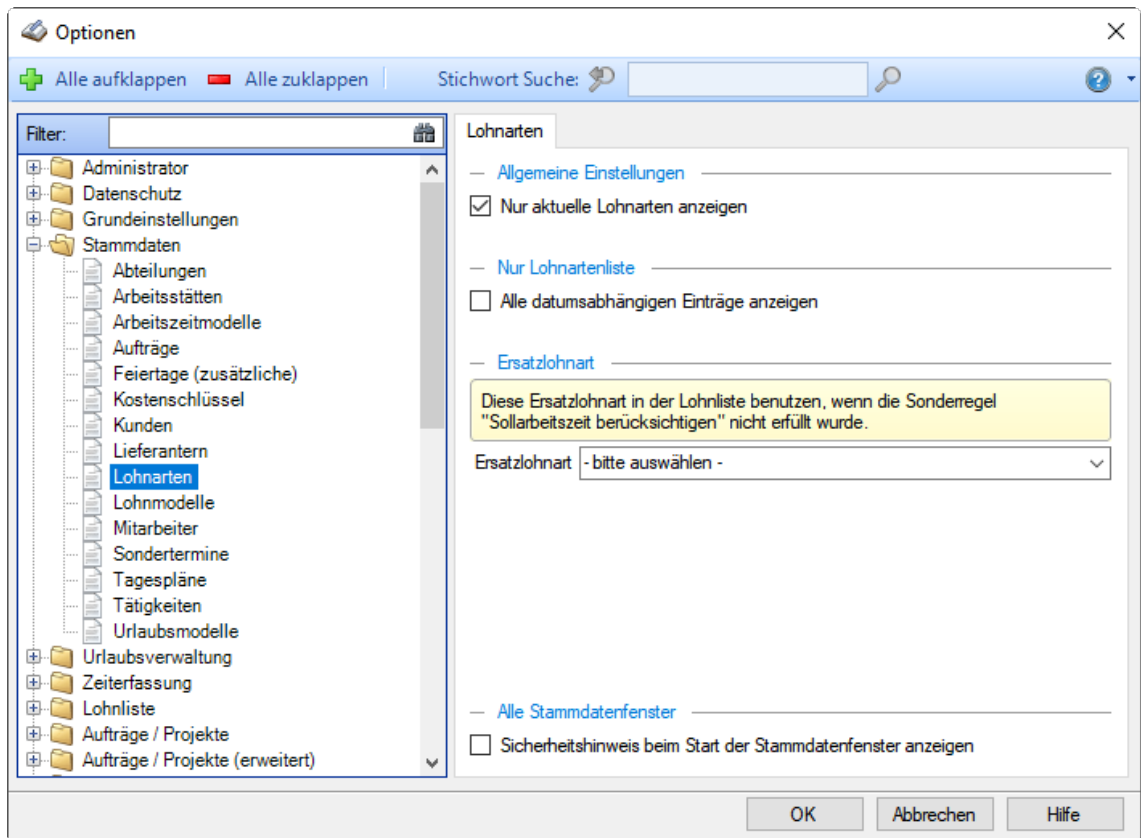 Optionen
Alle aufklappen Alle zuklappen Stichwort Suche:
Filter:
Administrator
Datenschutz
Grundeinstellungen
Stammdaten
Abteilungen
Arbeitsstätten
Arbeitszeitmodelle
Aufträge
Feiertage (zusätzliche)
Kostenschlüssel
Kunden
Lieferantern
Lohnarten
Lohnmodelle
Mitarbeiter
Sondertermine
Tagespläne
Tätigkeiten
Urlaubsmodelle
Urlaubsverwaltung
Zeiterfassung
Lohnliste
Aufträge / Projekte
Aufträge / Projekte (erweitert)
Lohnarten
Allgemeine Einstellungen
Nur aktuelle Lohnarten anzeigen
Nur Lohnartenliste
Alle datumsabhängigen Einträge anzeigen
Ersatzlohnart
Diese Ersatzlohnart in der Lohnliste benutzen, wenn die Sonderregel
"Sollarbeitszeit berücksichtigen" nicht erfüllt wurde.
Ersatzlohnart - bitte auswählen -
Alle Stammdatenfenster
Sicherheitshinweis beim Start der Stammdatenfenster anzeigen
OK Abbrechen Hilfe